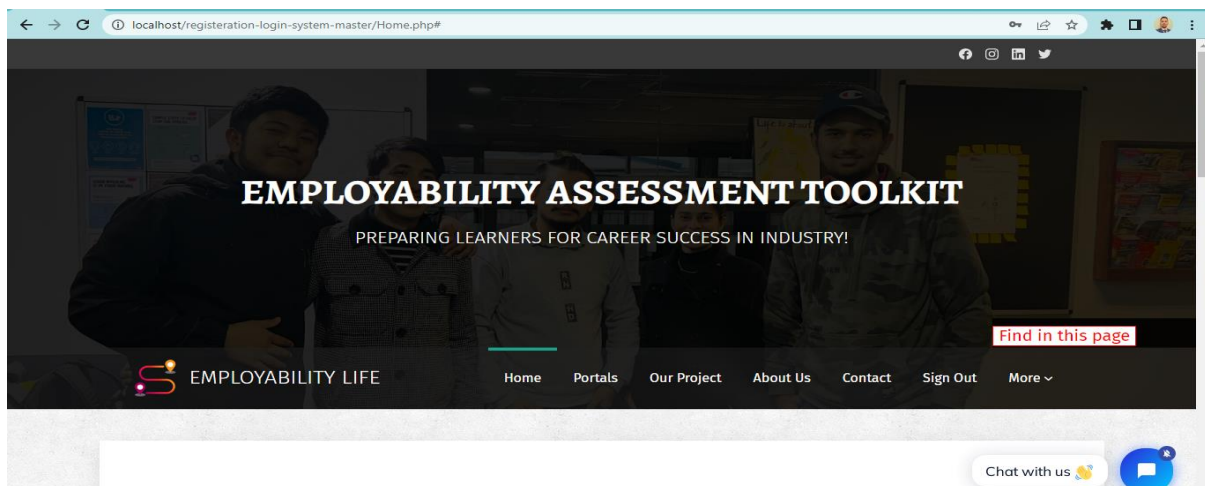 localhost/registeration-login-system-master/Home.php#
EMPLOYABILITY ASSESSMENT TOOLKIT
PREPARING LEARNERS FOR CAREER SUCCESS IN INDUSTRY!
Find in this page
EMPLOYABILITY LIFE
Home Portals Our Project About Us Contact Sign Out More
Chat with us